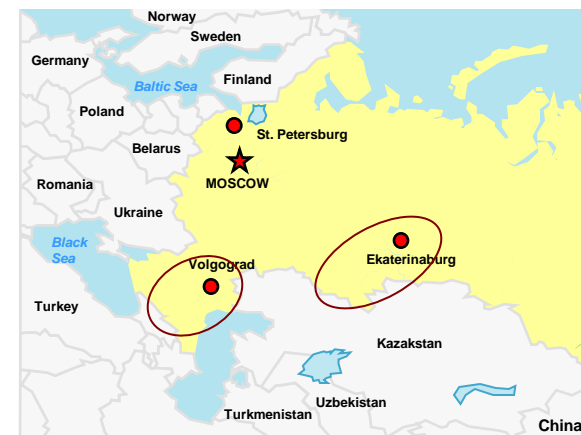 Norway
Sweden
Germany
Finland
Baltic Sea
Poland
St. Petersburg
Belarus
MOSCOW
Romania
Ukraine
Black
Sea
Volgograd
Ekaterinaburg
Turkey
Kazakstan
Uzbekistan
Turkmenistan
China